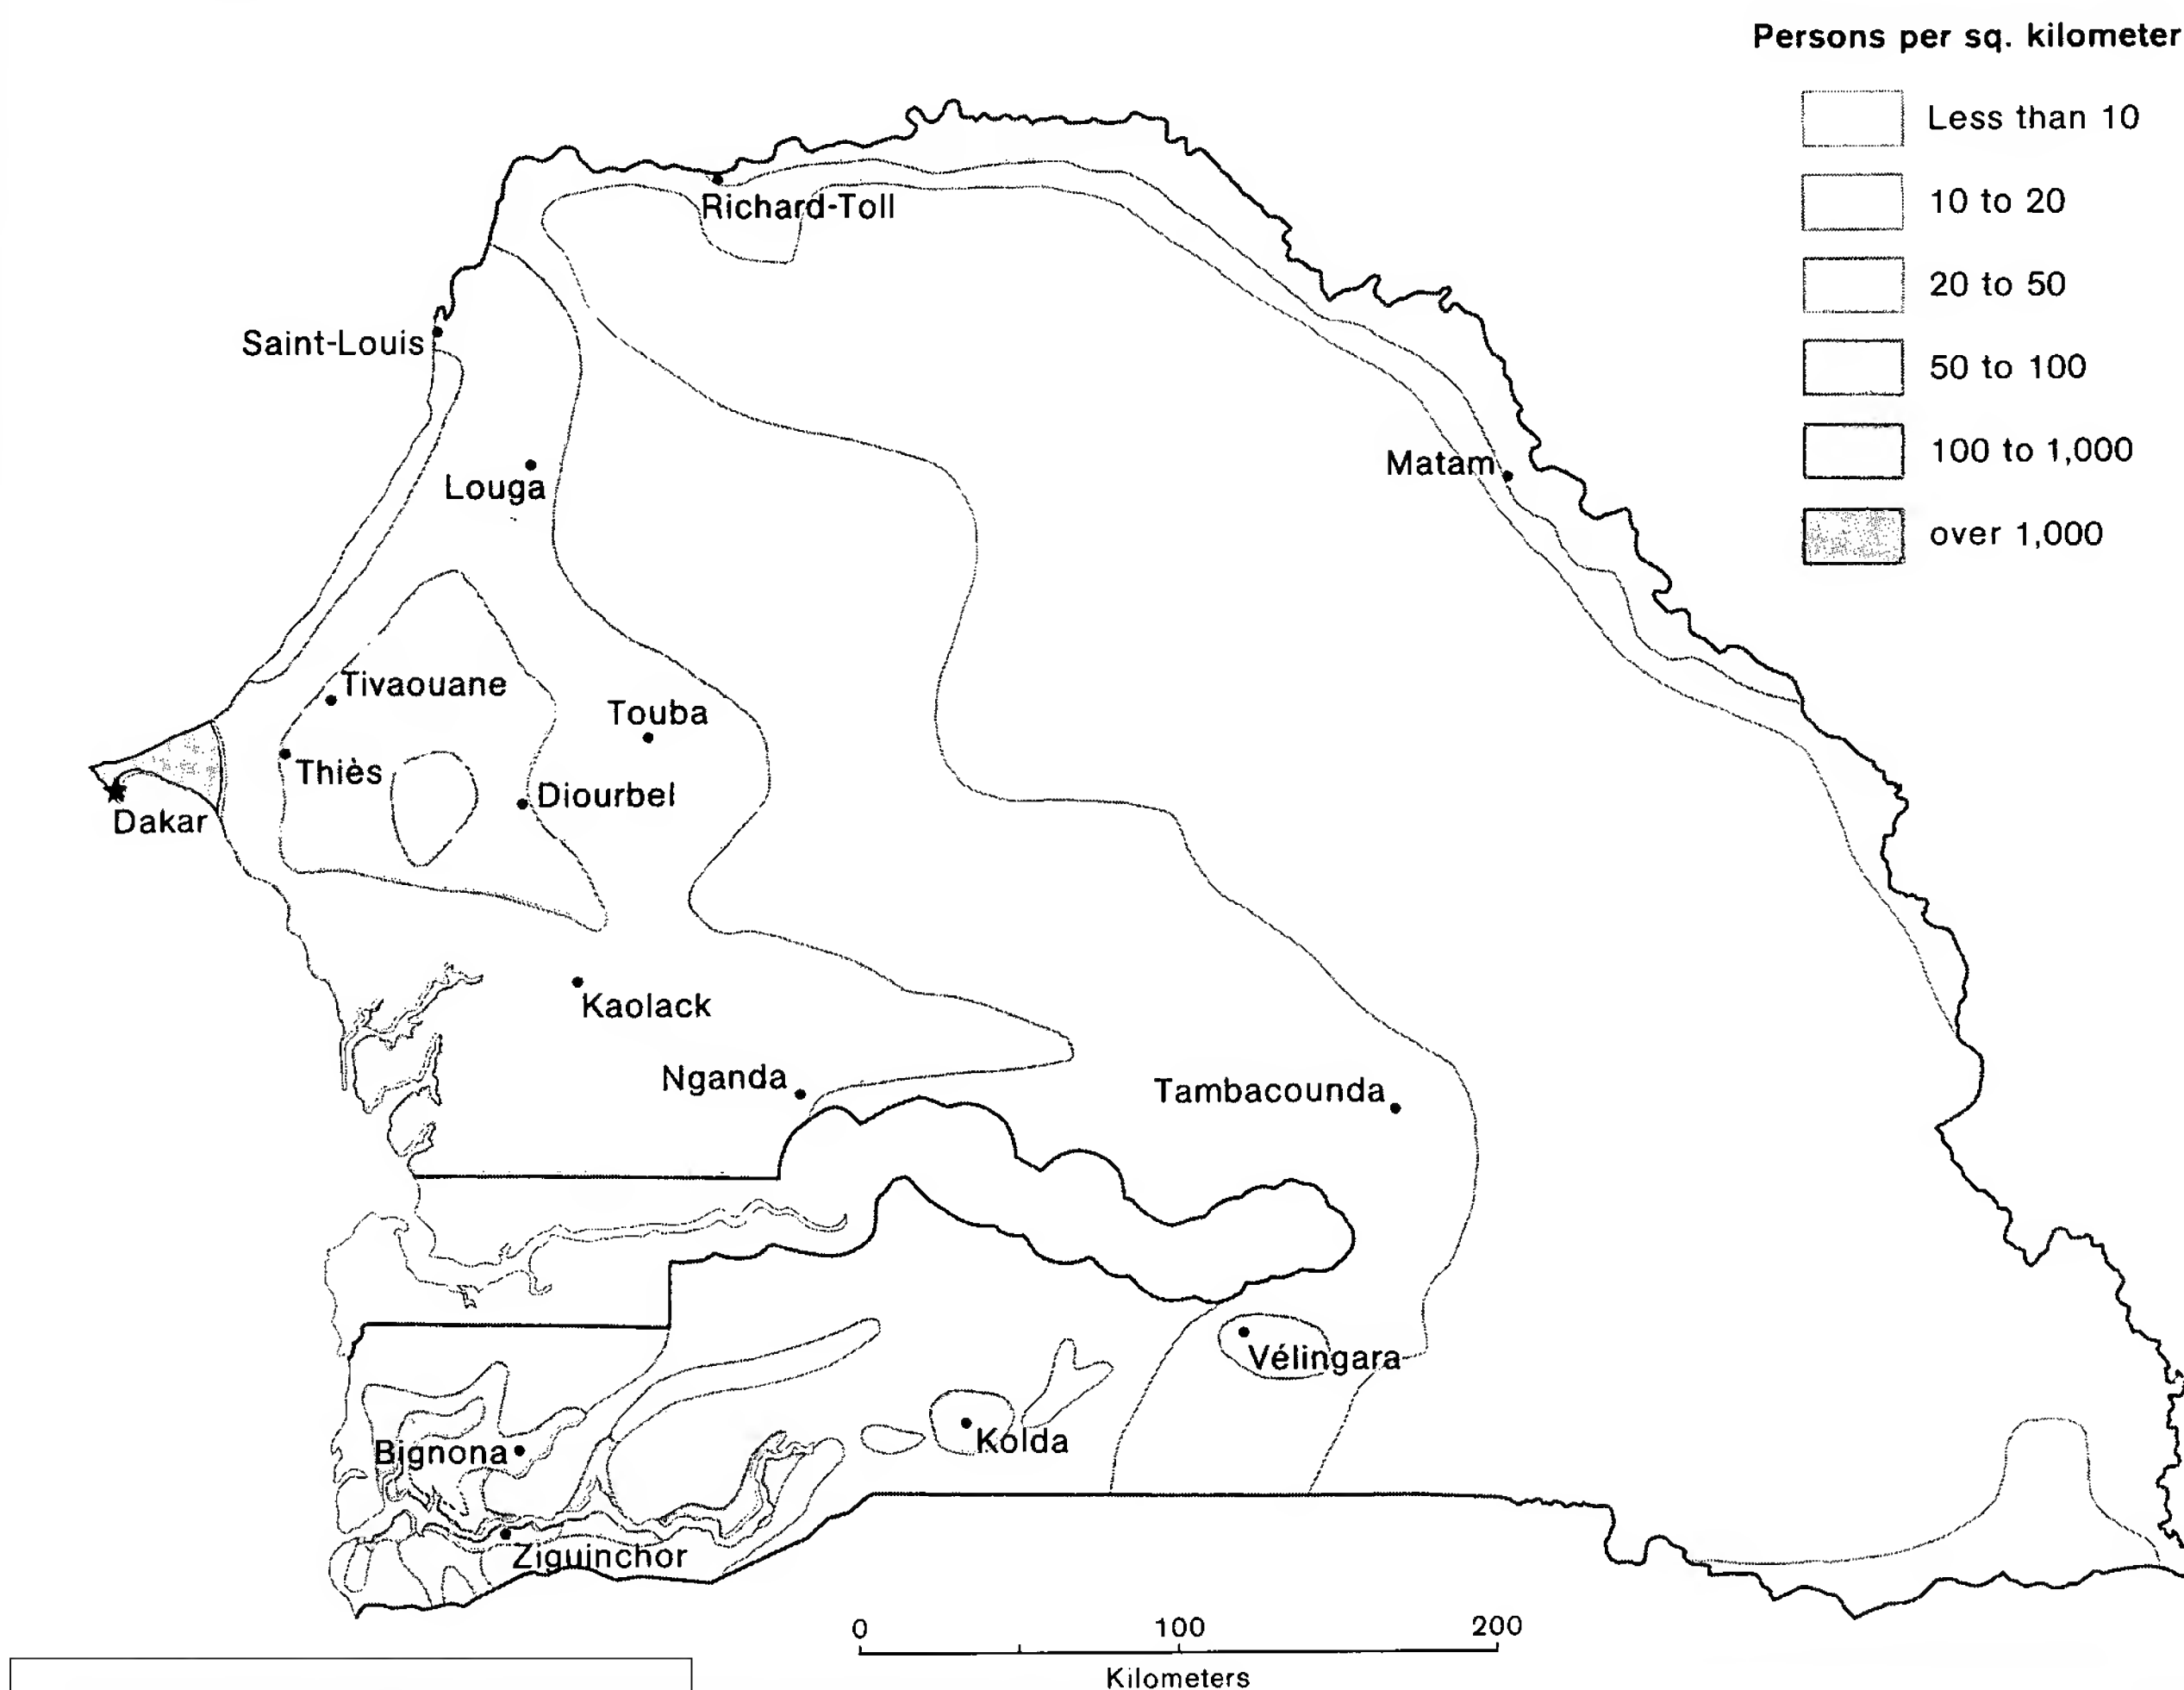 Persons per sq. kilometer
Less than 10
10 to 20
20 to 50
50 to 100
100 to 1,000
over 1,000
Richard-Toll
Saint-Louis
Matam
Louga
Tivaouane
Touba
Thiès
Diourbel
Dakar
Kaolack
Nganda
Tambacounda
Vélingara
Kolda
Bignona
Ziguinchor
0 100 200
Kilometers